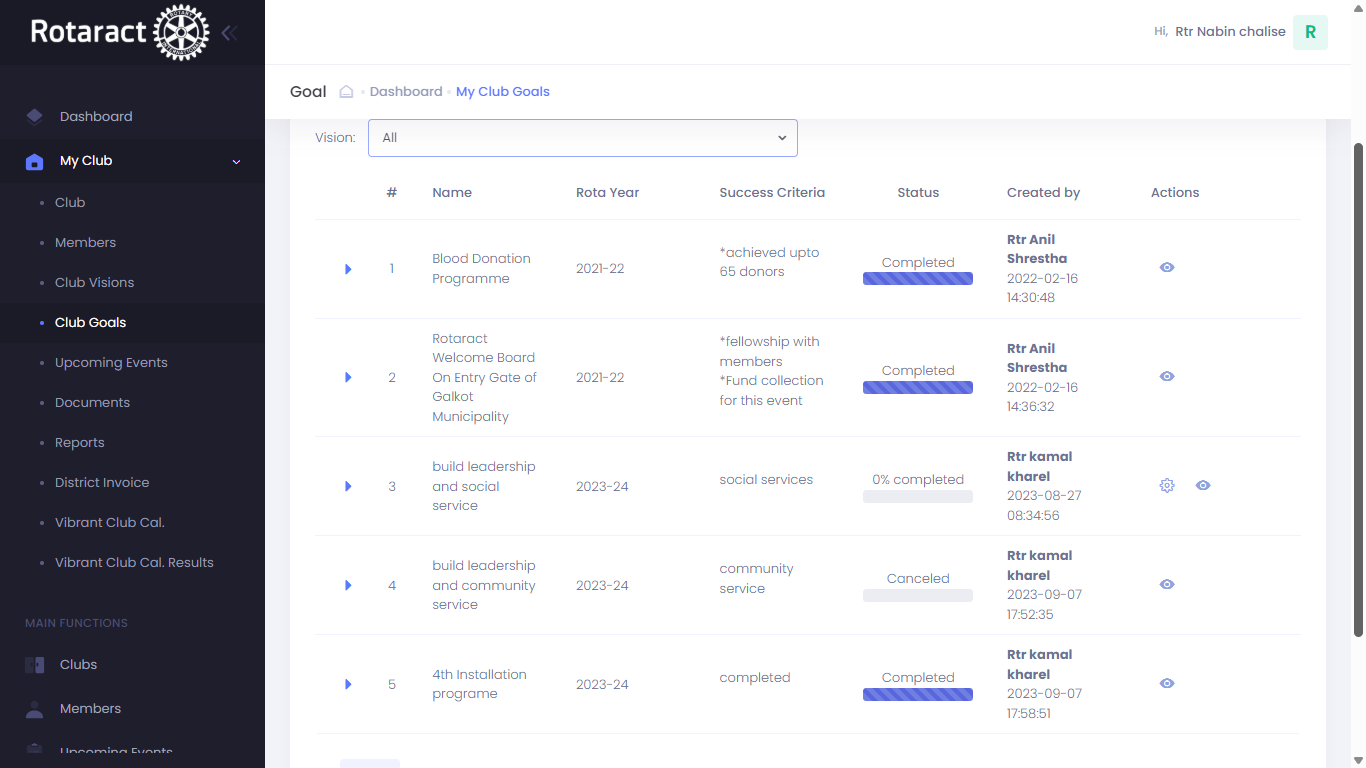 Rotaract
ROTARY
INTERNATIONAL
Hi, Rtr Nabin chalise R
Goal • Dashboard • My Club Goals
Dashboard
My Club
Club
Members
Club Visions
Club Goals
Upcoming Events
Documents
Reports
District Invoice
Vibrant Club Cal.
Vibrant Club Cal. Results
MAIN FUNCTIONS
Clubs
Members
Upcoming Events
Vision: All
# Name Rota Year Success Criteria Status Created by Actions
1
Blood Donation
Programme
2021-22
*achieved upto
65 donors
Completed
Rtr Anil
Shrestha
2022-02-16
14:30:48
2
Rotaract
Welcome Board
On Entry Gate of
Galkot
Municipality
2021-22
*fellowship with
members
*Fund collection
for this event
Completed
Rtr Anil
Shrestha
2022-02-16
14:36:32
3
build leadership
and social
service
2023-24
social services
0% completed
Rtr kamal
kharel
2023-08-27
08:34:56
4
build leadership
and community
service
2023-24
community
service
Canceled
Rtr kamal
kharel
2023-09-07
17:52:35
5
4th Installation
programe
2023-24
completed
Completed
Rtr kamal
kharel
2023-09-07
17:58:51